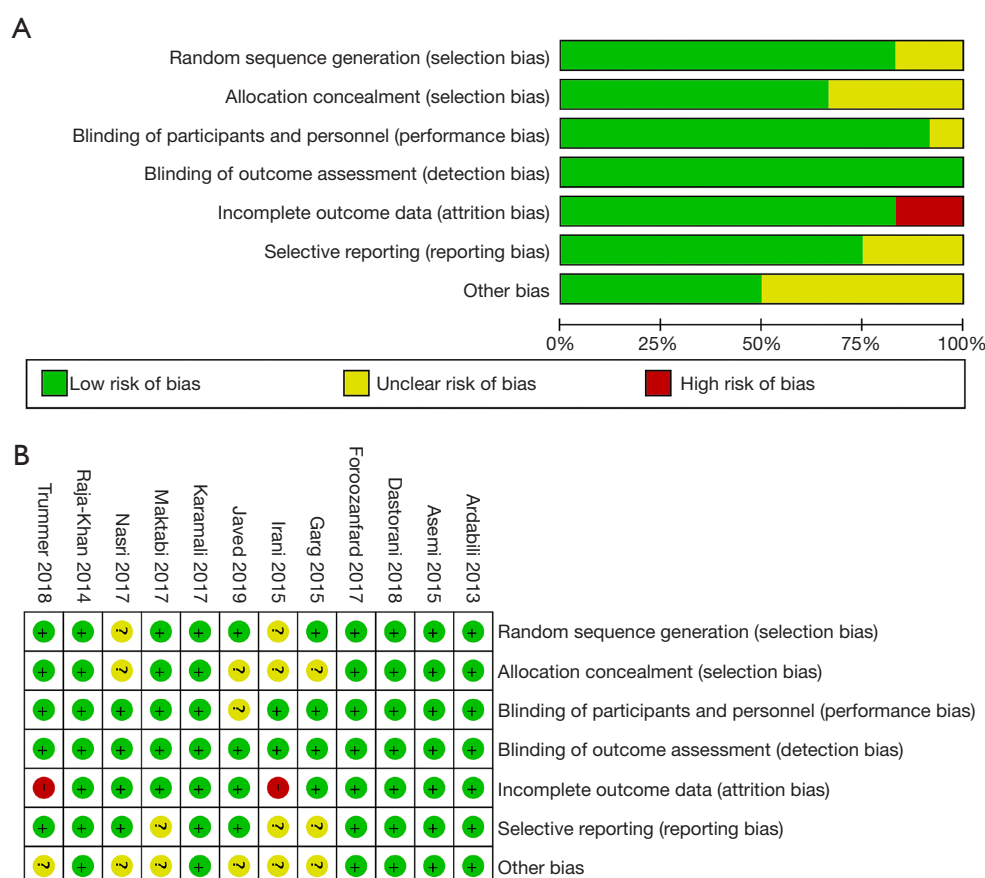 A
Random sequence generation (selection bias)
Allocation concealment (selection bias)
Blinding of participants and personnel (performance bias)
Blinding of outcome assessment (detection bias)
Incomplete outcome data (attrition bias)
Selective reporting (reporting bias)
Other bias
0% 25% 50% 75% 100%
Low risk of bias Unclear risk of bias High risk of bias
B
Trummer 2018
Raja-Khan 2014
Nasri 2017
Maktabi 2017
Karamali 2017
Javed 2019
Irani 2015
Garg 2015
Foroozanfard 2017
Dastorani 2018
Asemi 2015
Ardabili 2013
+ + ? + + + ? + + + + + Random sequence generation (selection bias)
+ + ? + + ? ? ? + + + + Allocation concealment (selection bias)
+ + + + + ? + + + + + + Blinding of participants and personnel (performance bias)
+ + + + + + + + + + + + Blinding of outcome assessment (detection bias)
– + + + + + – + + + + + Incomplete outcome data (attrition bias)
+ + + ? + + ? ? + + + + Selective reporting (reporting bias)
? + ? ? + ? ? ? + + + + Other bias